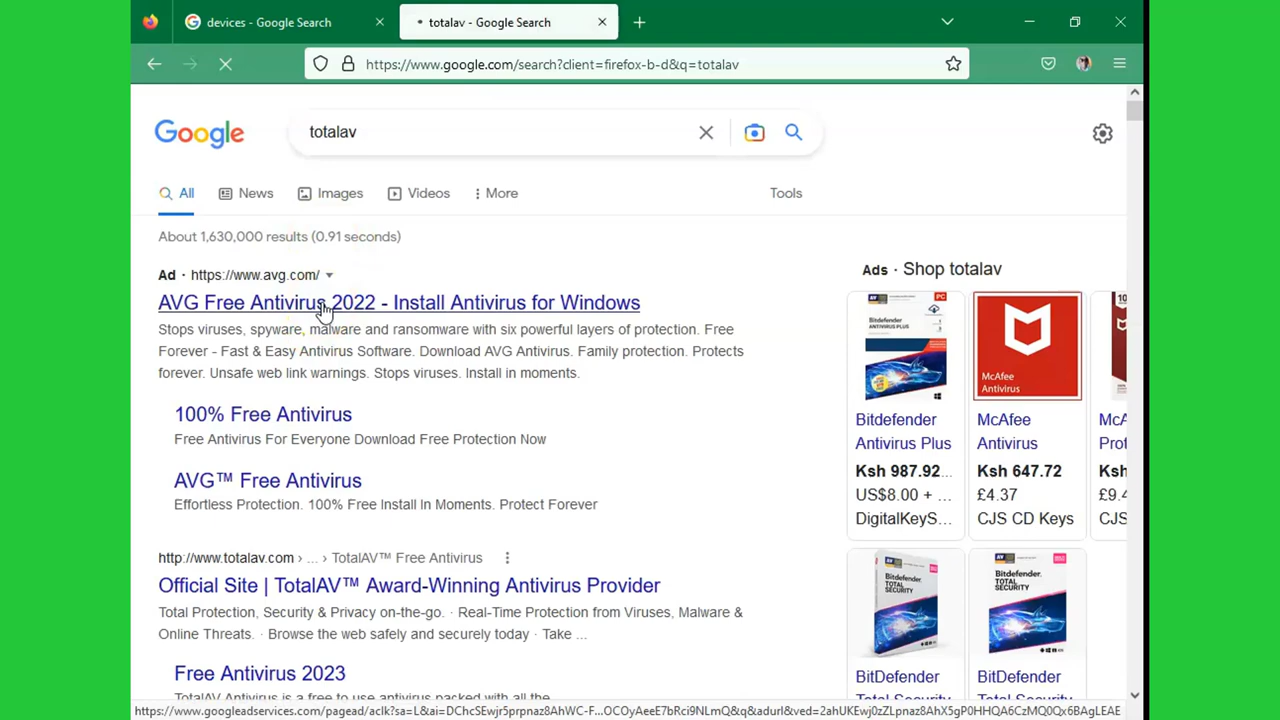 devices - Google Search
totalav - Google Search
https://www.google.com/search?client=firefox-b-d&q=totalav
Google
totalav
All
News
Images
Videos
More
Tools
About 1,630,000 results (0.91 seconds)
Ad · https://www.avg.com/
AVG Free Antivirus 2022 - Install Antivirus for Windows
Stops viruses, spyware, malware and ransomware with six powerful layers of protection. Free
Forever - Fast & Easy Antivirus Software. Download AVG Antivirus. Family protection. Protects
forever. Unsafe web link warnings. Stops viruses. Install in moments.
100% Free Antivirus
Free Antivirus For Everyone Download Free Protection Now
AVG™ Free Antivirus
Effortless Protection. 100% Free Install In Moments. Protect Forever
http://www.totalav.com › ... › TotalAV™ Free Antivirus
Official Site | TotalAV™ Award-Winning Antivirus Provider
Total Protection, Security & Privacy on-the-go. · Real-Time Protection from Viruses, Malware &
Online Threats. · Browse the web safely and securely today · Take ...
Free Antivirus 2023
TotalAV Antivirus is a free to use antivirus packed with all the
Ads · Shop totalav
Bitdefender
Antivirus Plus
Ksh 987.92...
US$8.00 + ...
DigitalKeyS...
McAfee
Antivirus
McAfee
Antivirus
Ksh 647.72
£4.37
CJS CD Keys
McA
Prot
Ksh
£9.4
CJS
Bitdefender
TOTAL
SECURITY
BitDefender
Total Security
Bitdefender
TOTAL
SECURITY
BitDefender
Total Security
https://www.googleadservices.com/pagead/aclk?sa=L&ai=DChcSEwjr5prpnaz8AhWC-F...OCOyAeeE7bRci9NLmQ&q&adurl&ved=2ahUKEwj0zZLpnaz8AhX5gP0HHQA6CzMQ0Qx6BAgLEAE